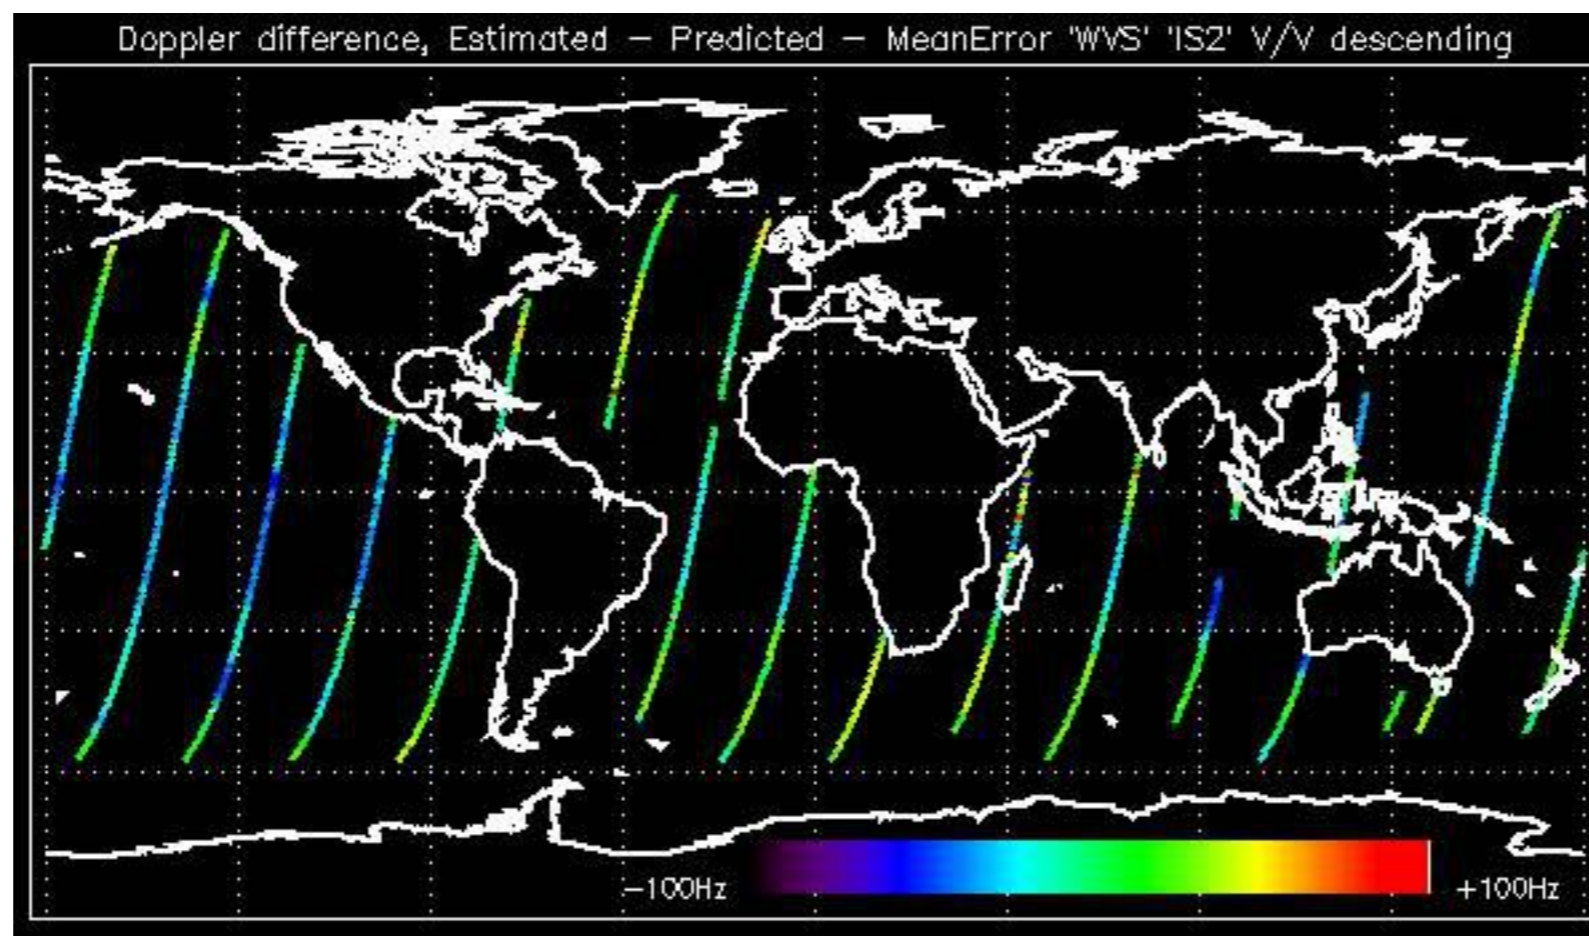 Doppler difference, Estimated – Predicted – MeanError 'WVS' 'IS2' V/V descending
–100Hz
+100Hz